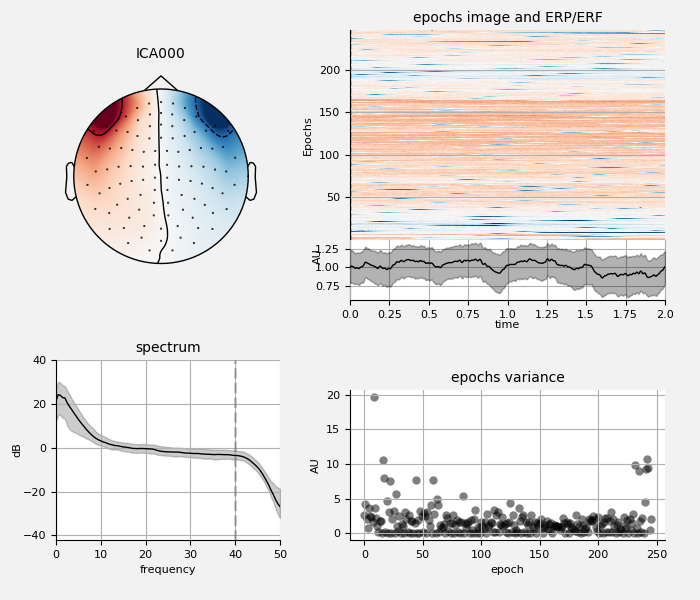 ICA000
epochs image and ERP/ERF
Epochs
200
150
100
50
AU
1.25
1.00
0.75
0.0 0.25 0.5 0.75 1.0 1.25 1.5 1.75 2.0
time
spectrum
dB
40
20
0
−20
−40
0 10 20 30 40 50
frequency
epochs variance
AU
20
15
10
5
0
0 50 100 150 200 250
epoch